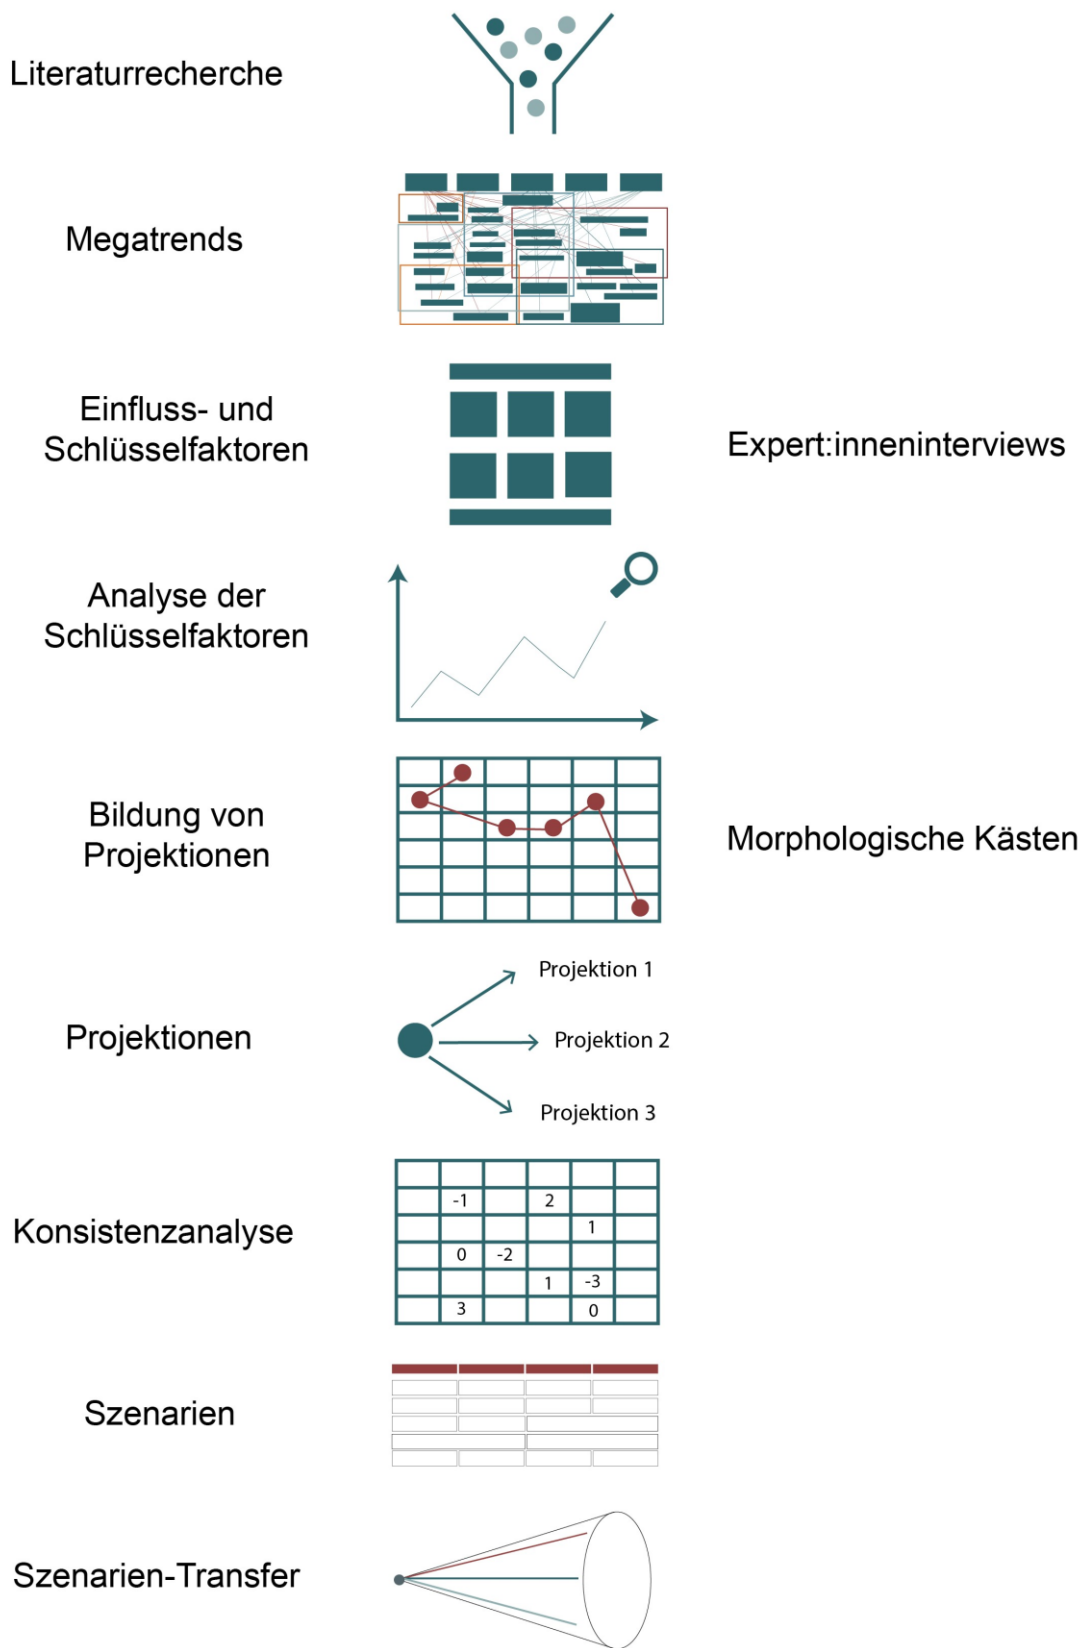 Literaturrecherche
Megatrends
Einfluss- und
Schlüsselfaktoren
Expert:inneninterviews
Analyse der
Schlüsselfaktoren
Bildung von
Projektionen
Morphologische Kästen
Projektionen
Projektion 1
Projektion 2
Projektion 3
Konsistenzanalyse
-1 2
1
0 -2
1 -3
3 0
Szenarien
Szenarien-Transfer